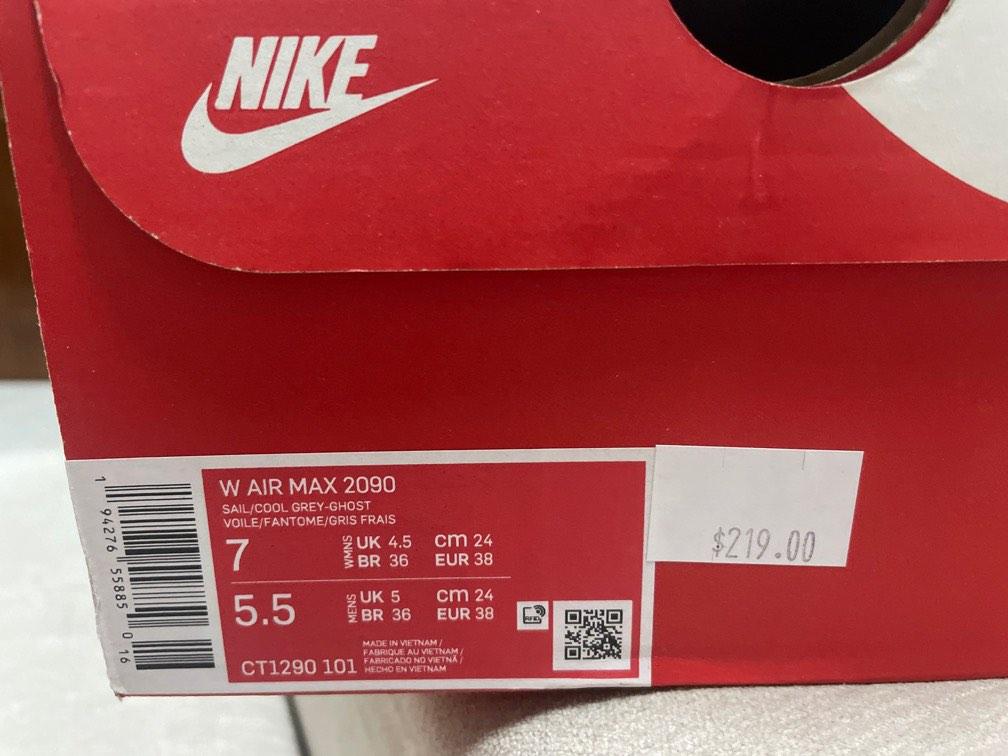 NIKE
W AIR MAX 2090
SAIL/COOL GREY-GHOST
VOILE/FANTOME/GRIS FRAIS
7 WMNS UK 4.5 CM 24
BR 36 EUR 38
5.5 MENS UK 5 CM 24
BR 36 EUR 38
CT1290 101
MADE IN VIETNAM /
FABRIQUE AU VIETNAM /
FABRICADO NO VIETNÃ /
HECHO EN VIETNAM
RFID
1 94276 55885 0 16
$219.00